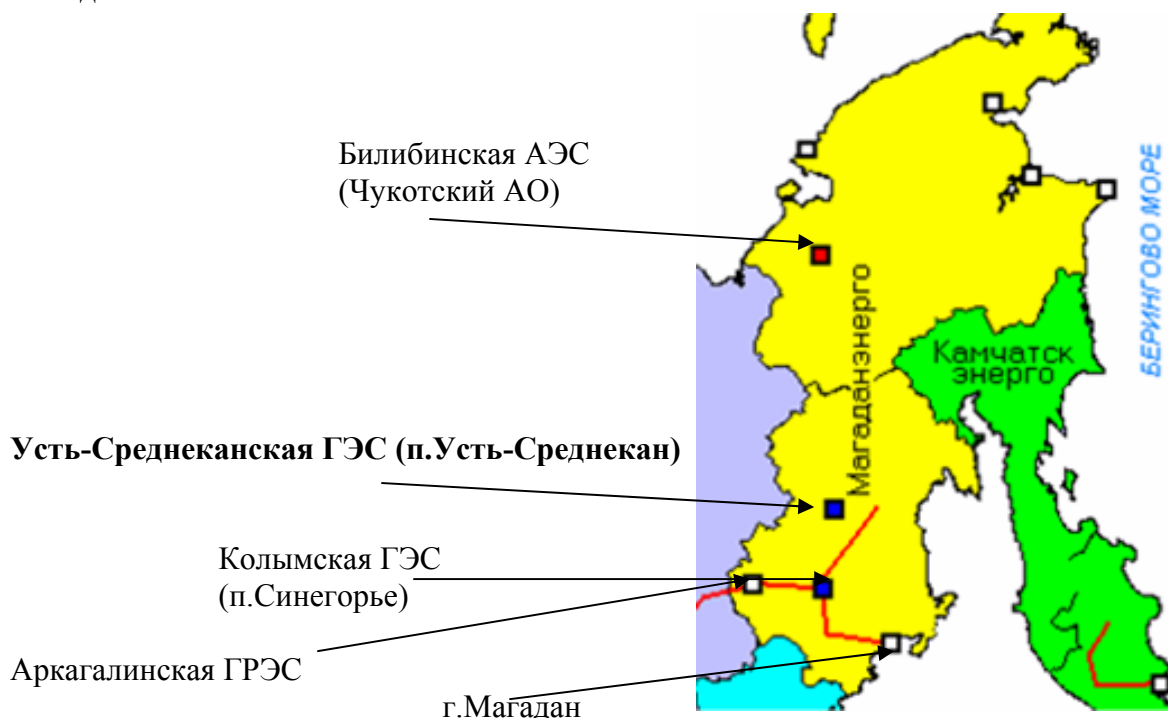 Билибинская АЭС
(Чукотский АО)
БЕРИНГОВО МОРЕ
Магаданэнерго
Камчатск
энерго
Усть-Среднеканская ГЭС (п.Усть-Среднекан)
Колымская ГЭС
(п.Синегорье)
Аркагалинская ГРЭС
г.Магадан